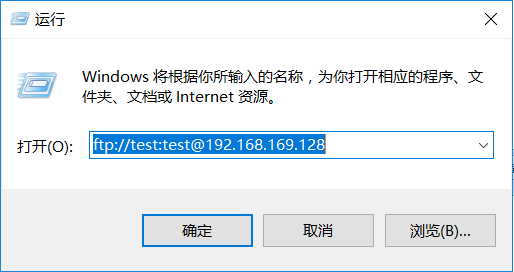 运行
Windows 将根据你所输入的名称，为你打开相应的程序、文
件夹、文档或 Internet 资源。
打开(O): ftp://test:test@192.168.169.128
确定 取消 浏览(B)...